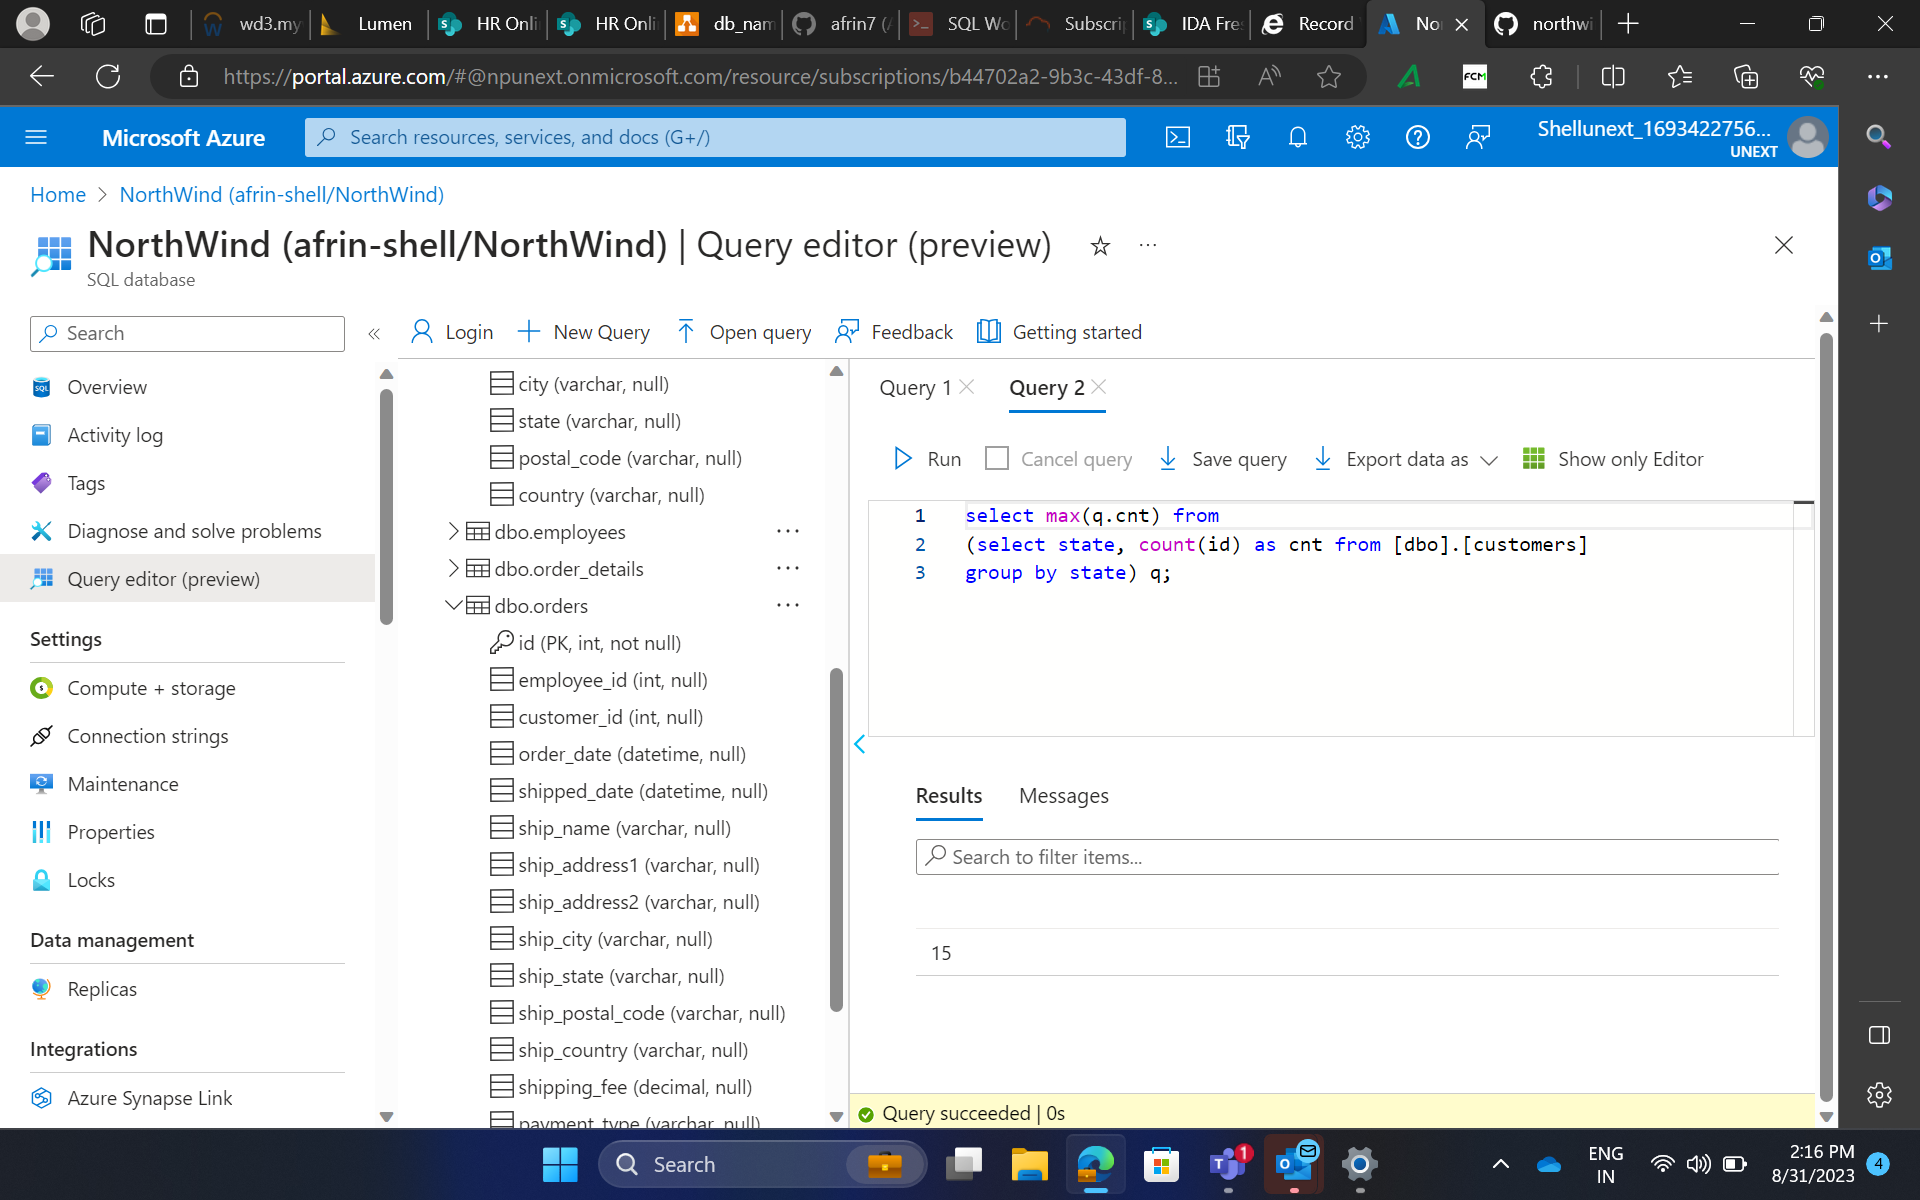 wd3.my
Lumen
HR Onli
HR Onli
db_nam
afrin7 (
SQL Wo
Subscri
IDA Fre
Record
No
northwi
https://portal.azure.com/#@npunext.onmicrosoft.com/resource/subscriptions/b44702a2-9b3c-43df-8...
FCM
Microsoft Azure
Search resources, services, and docs (G+/)
Shellunext_1693422756...
UNEXT
Home > NorthWind (afrin-shell/NorthWind)
NorthWind (afrin-shell/NorthWind) | Query editor (preview)
SQL database
Search
Overview
Activity log
Tags
Diagnose and solve problems
Query editor (preview)
Settings
Compute + storage
Connection strings
Maintenance
Properties
Locks
Data management
Replicas
Integrations
Azure Synapse Link
Login
New Query
Open query
Feedback
Getting started
city (varchar, null)
state (varchar, null)
postal_code (varchar, null)
country (varchar, null)
dbo.employees
dbo.order_details
dbo.orders
id (PK, int, not null)
employee_id (int, null)
customer_id (int, null)
order_date (datetime, null)
shipped_date (datetime, null)
ship_name (varchar, null)
ship_address1 (varchar, null)
ship_address2 (varchar, null)
ship_city (varchar, null)
ship_state (varchar, null)
ship_postal_code (varchar, null)
ship_country (varchar, null)
shipping_fee (decimal, null)
payment_type (varchar, null)
Query 1
Query 2
Run
Cancel query
Save query
Export data as
Show only Editor
1 select max(q.cnt) from
2 (select state, count(id) as cnt from [dbo].[customers]
3 group by state) q;
Results
Messages
Search to filter items...
15
Query succeeded | 0s
Search
1
ENG
IN
2:16 PM
8/31/2023
4